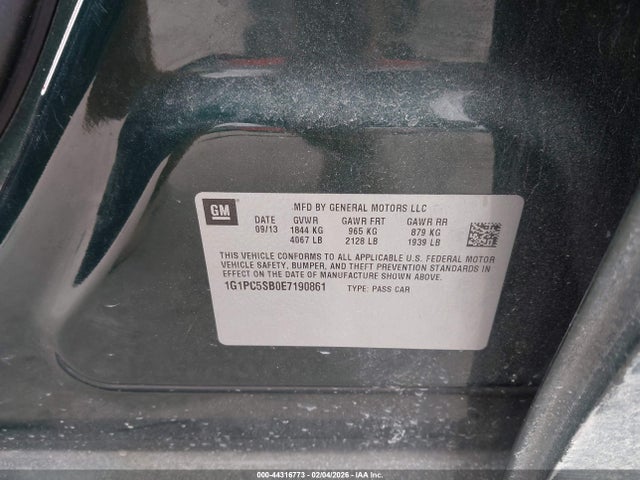 GM
MFD BY GENERAL MOTORS LLC
DATE GVWR GAWR FRT GAWR RR
09/13 1844 KG 965 KG 879 KG
4067 LB 2128 LB 1939 LB
THIS VEHICLE CONFORMS TO ALL APPLICABLE U.S. FEDERAL MOTOR
VEHICLE SAFETY, BUMPER, AND THEFT PREVENTION STANDARDS IN
EFFECT ON THE DATE OF MANUFACTURE SHOWN ABOVE.
1G1PC5SB0E7190861 TYPE: PASS CAR
000-44316773 - 02/04/2026 - IAA Inc.